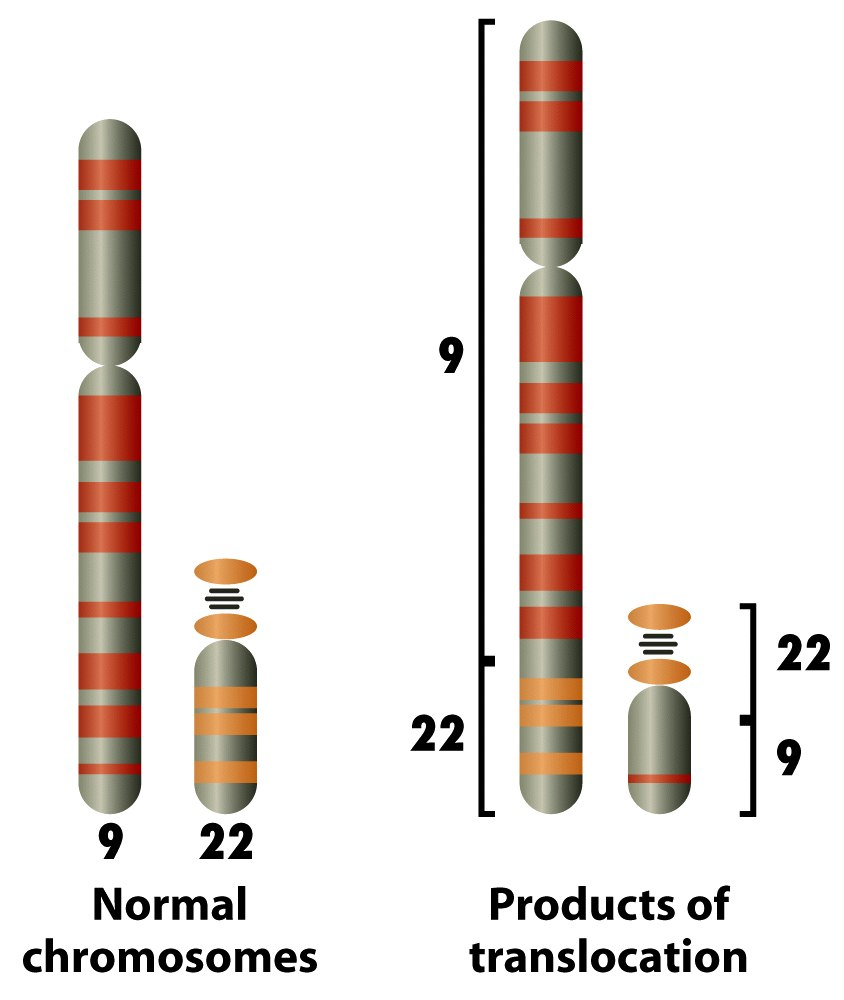 9
22
22
9
9 22
Normal
chromosomes
Products of
translocation